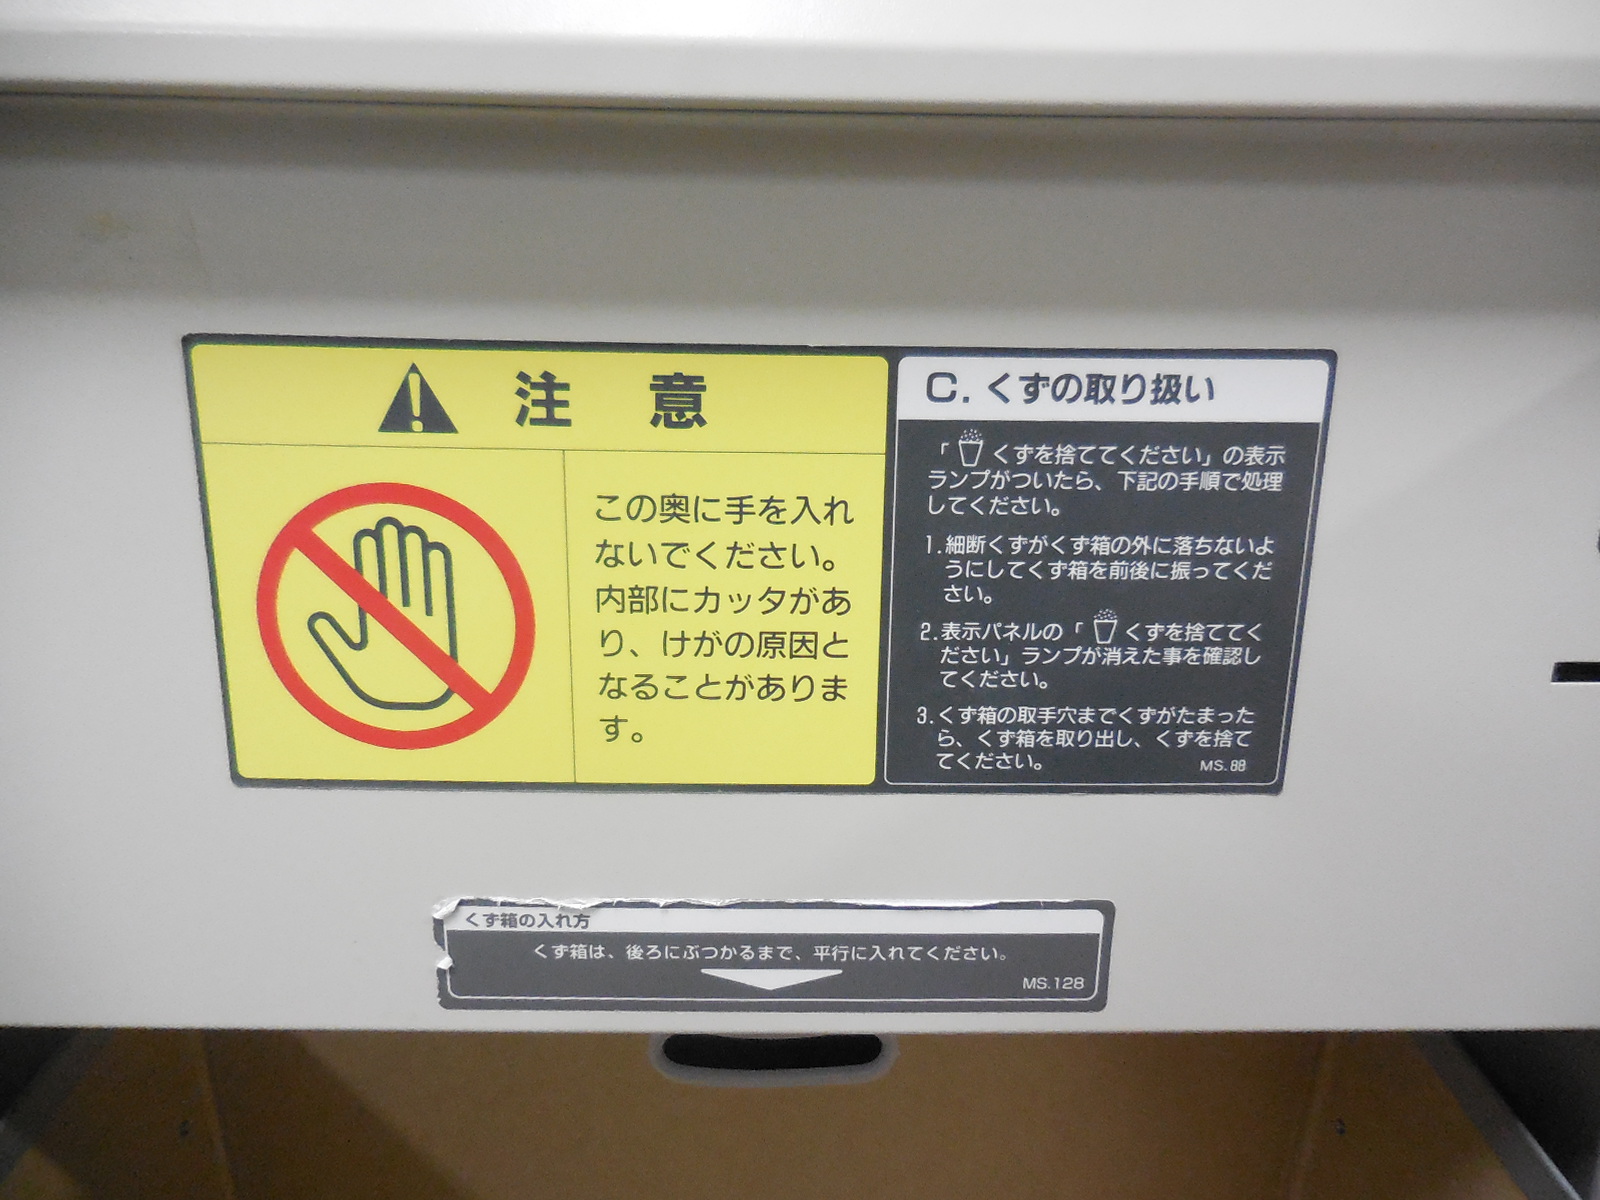 注 意
この奥に手を入れ
ないでください。
内部にカッタがあ
り、けがの原因と
なることがありま
す。
C. くずの取り扱い
「くずを捨ててください」の表示
ランプがついたら、下記の手順で処理
してください。
1.細断くずがくず箱の外に落ちないよ
うにしてくず箱を前後に振ってくだ
さい。
2.表示パネルの「くずを捨ててく
ださい」ランプが消えた事を確認し
てください。
3.くず箱の取手穴までくずがたまった
ら、くず箱を取り出し、くずを捨て
てください。
MS.88
くず箱の入れ方
くず箱は、後ろにぶつかるまで、平行に入れてください。
MS.128